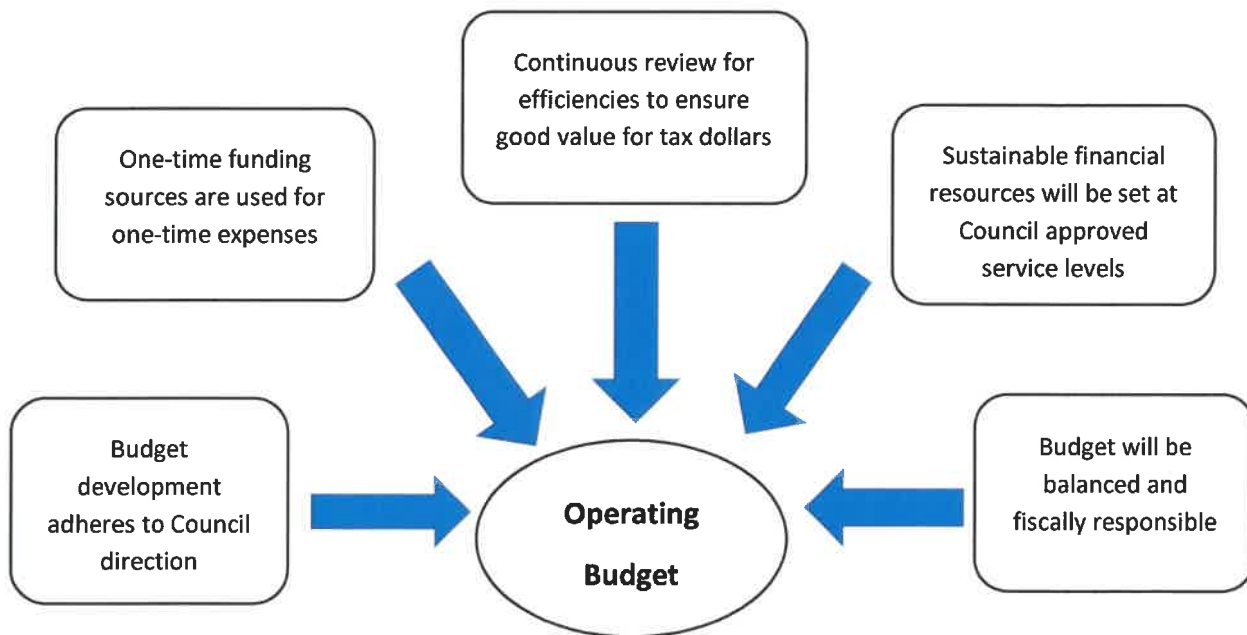 Continuous review for
efficiencies to ensure
good value for tax dollars
One-time funding
sources are used for
one-time expenses
Sustainable financial
resources will be set at
Council approved
service levels
Budget
development
adheres to Council
direction
Budget will be
balanced and
fiscally responsible
Operating
Budget